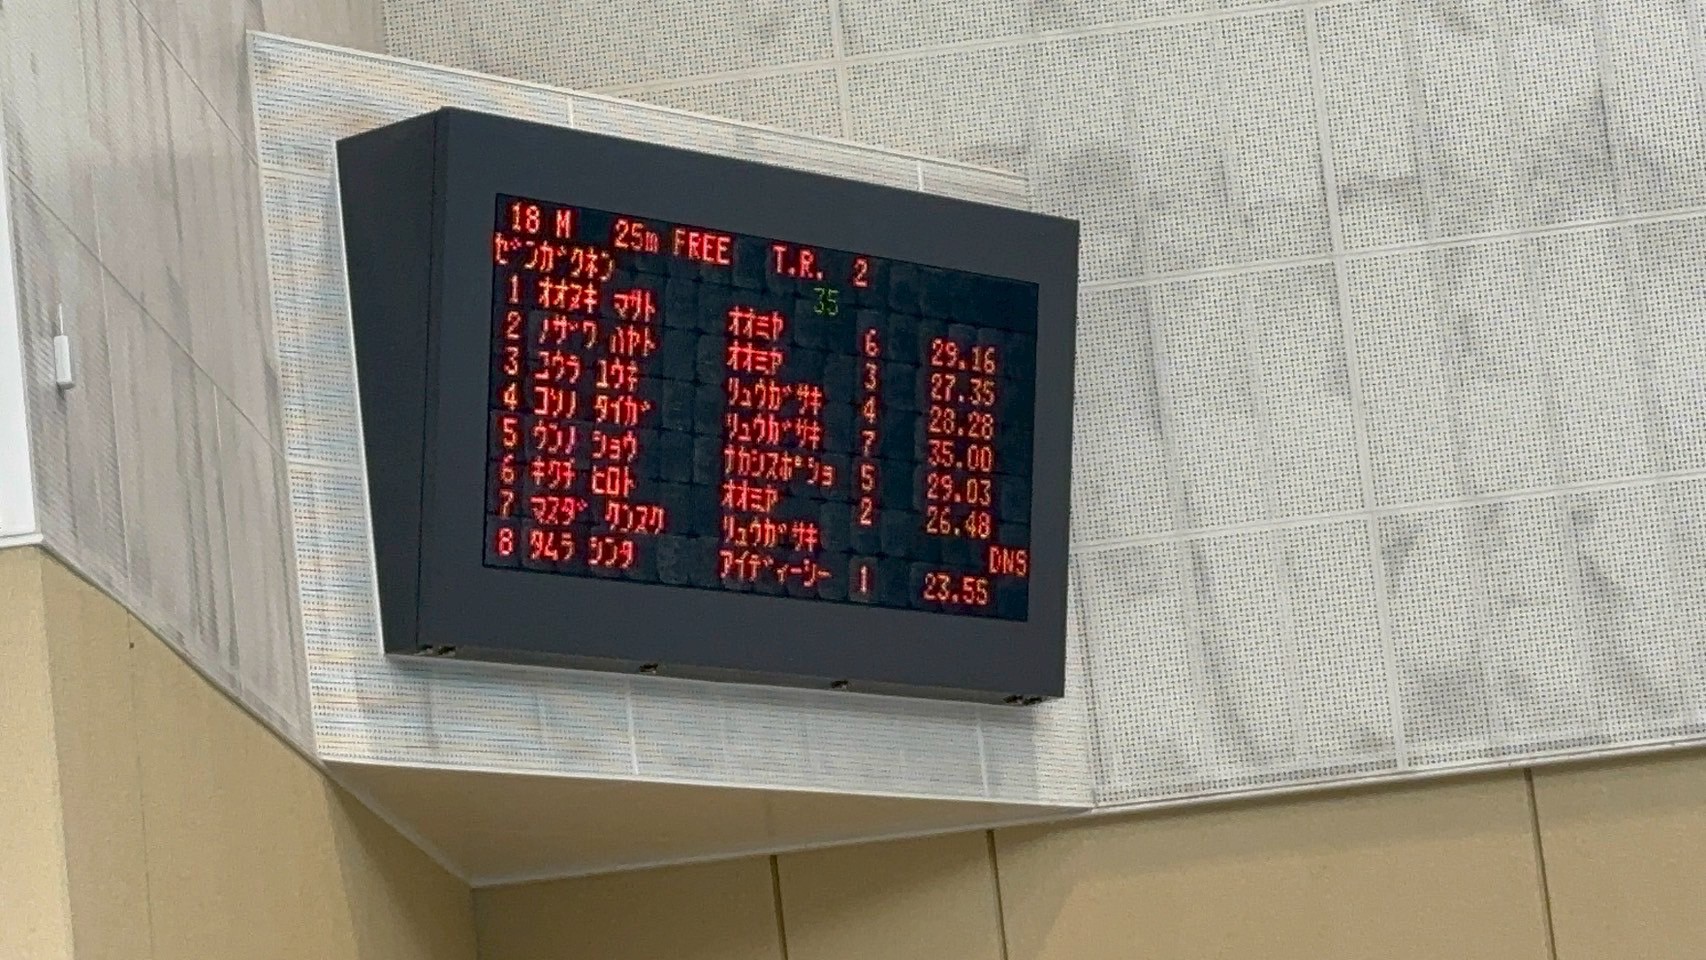 18 M 25m FREE T.R. 2
ゼンガクネン 35
1 オオスキ マサト オオミヤ 6 29.16
2 ノザワ ハヤト オオミヤ 3 27.35
3 コウラ ユウキ リュウガサキ 4 28.28
4 コソノ タイガ リュウガサキ 7 35.00
5 ウンノ ショウ ナカジスポーショ 5 29.03
6 キクチ ヒロト オオミヤ 2 26.48
7 マスダ ケンスケ リュウガサキ DNS
8 タムラ シンタ アイディーシー 1 23.55